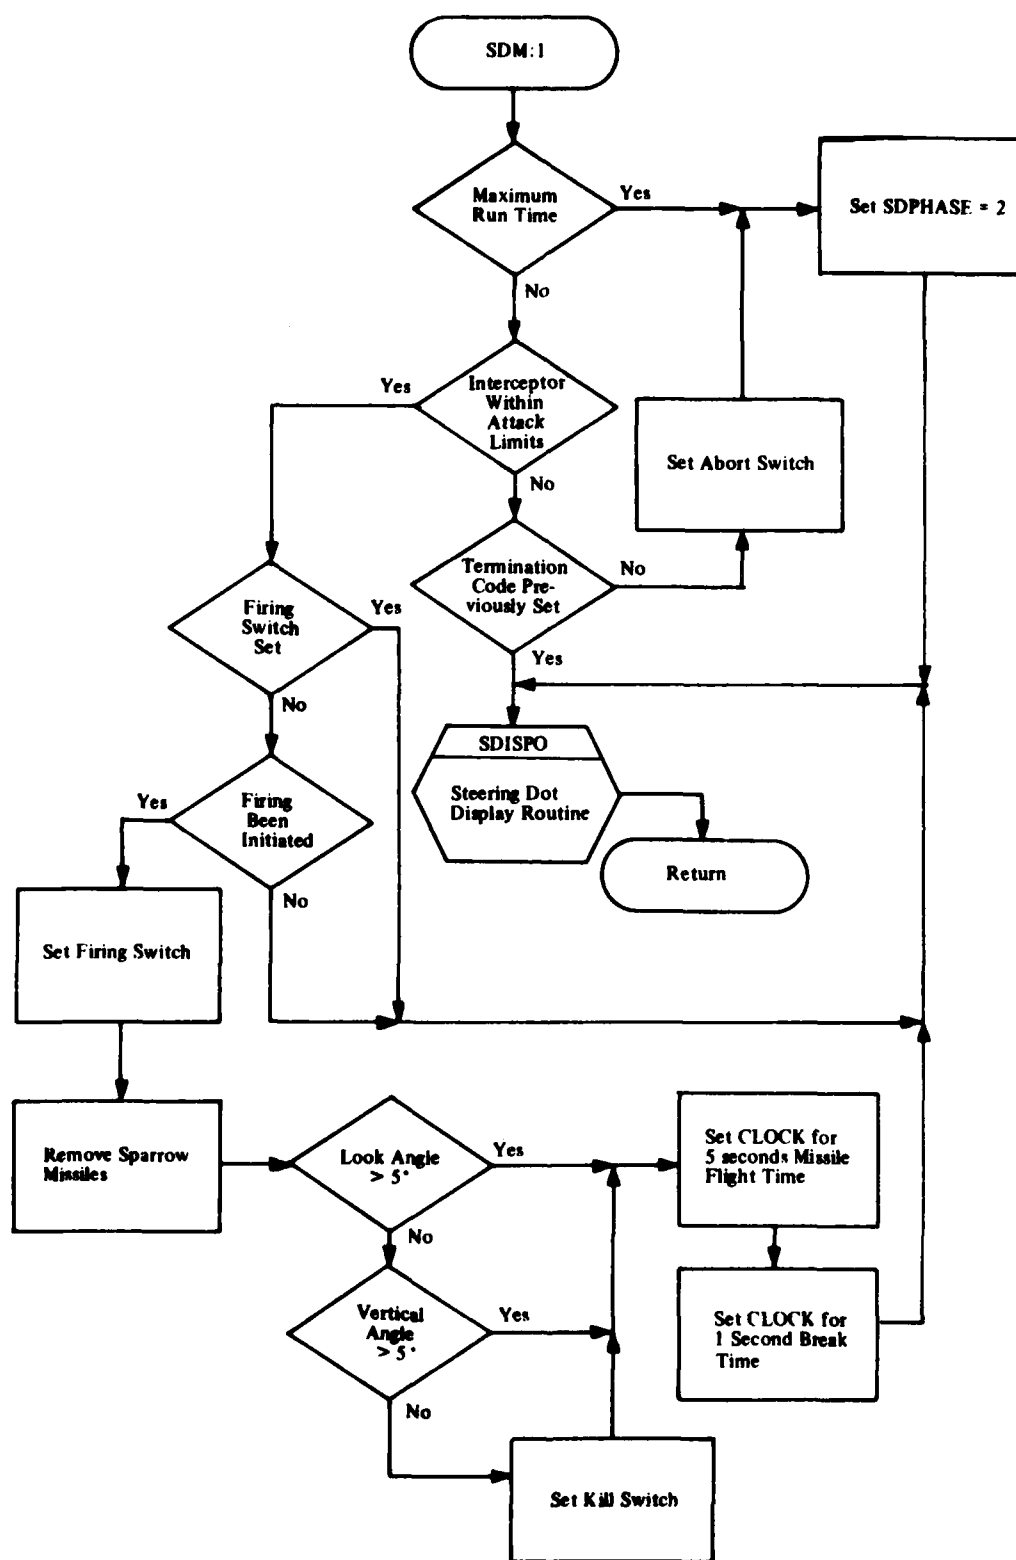 SDM:1
Maximum
Run Time
Yes
Set SDPHASE = 2
No
Yes
Interceptor
Within
Attack
Limits
Set Abort Switch
No
Termination
Code Pre-
viously Set
No
Firing
Switch
Set
Yes
Yes
No
SDISPO
Steering Dot
Display Routine
Yes
Firing
Been
Initiated
Return
No
Set Firing Switch
Remove Sparrow
Missiles
Look Angle
> 5°
Yes
Set CLOCK for
5 seconds Missile
Flight Time
No
Vertical
Angle
> 5°
Yes
Set CLOCK for
1 Second Break
Time
No
Set Kill Switch